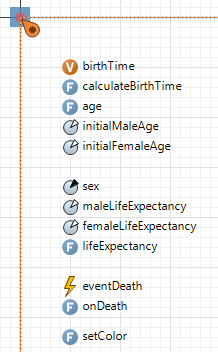 V birthTime
F calculateBirthTime
F age
initialMaleAge
initialFemaleAge
sex
maleLifeExpectancy
femaleLifeExpectancy
F lifeExpectancy
eventDeath
F onDeath
F setColor